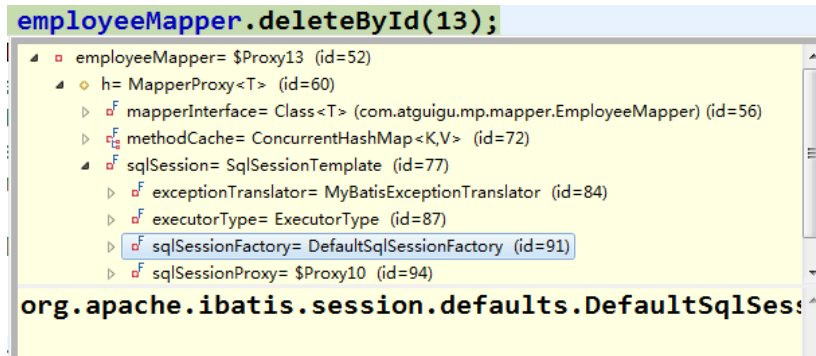 employeeMapper.deleteById(13);
employeeMapper= $Proxy13 (id=52)
h= MapperProxy<T> (id=60)
mapperInterface= Class<T> (com.atguigu.mp.mapper.EmployeeMapper) (id=56)
methodCache= ConcurrentHashMap<K,V> (id=72)
sqlSession= SqlSessionTemplate (id=77)
exceptionTranslator= MyBatisExceptionTranslator (id=84)
executorType= ExecutorType (id=87)
sqlSessionFactory= DefaultSqlSessionFactory (id=91)
sqlSessionProxy= $Proxy10 (id=94)
org.apache.ibatis.session.defaults.DefaultSqlSess